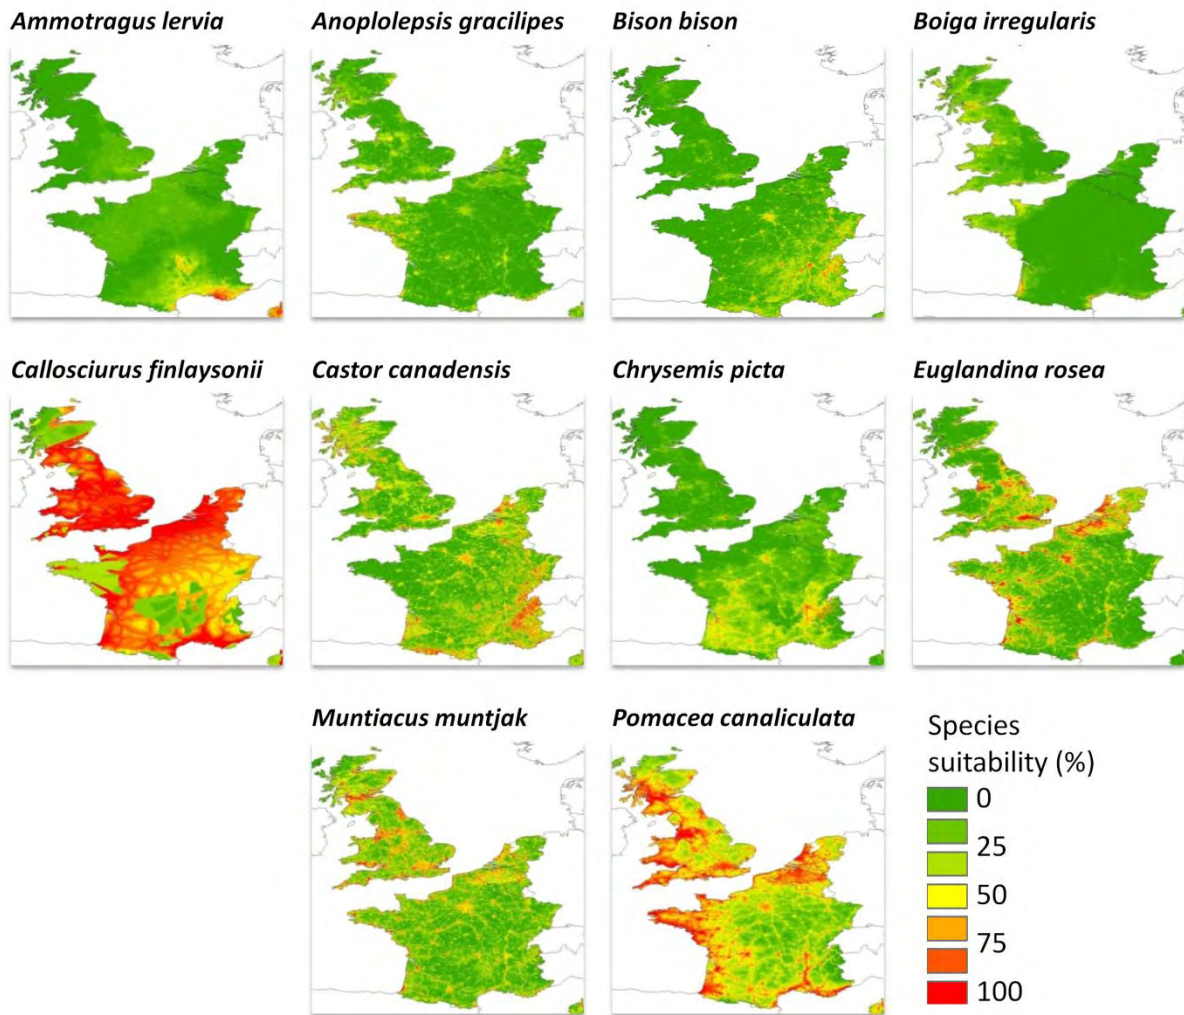 Ammotragus lervia
Anoplolepsis gracilipes
Bison bison
Boiga irregularis
Callosciurus finlaysonii
Castor canadensis
Chrysemis picta
Euglandina rosea
Muntiacus muntjak
Pomacea canaliculata
Species
suitability (%)
0
25
50
75
100